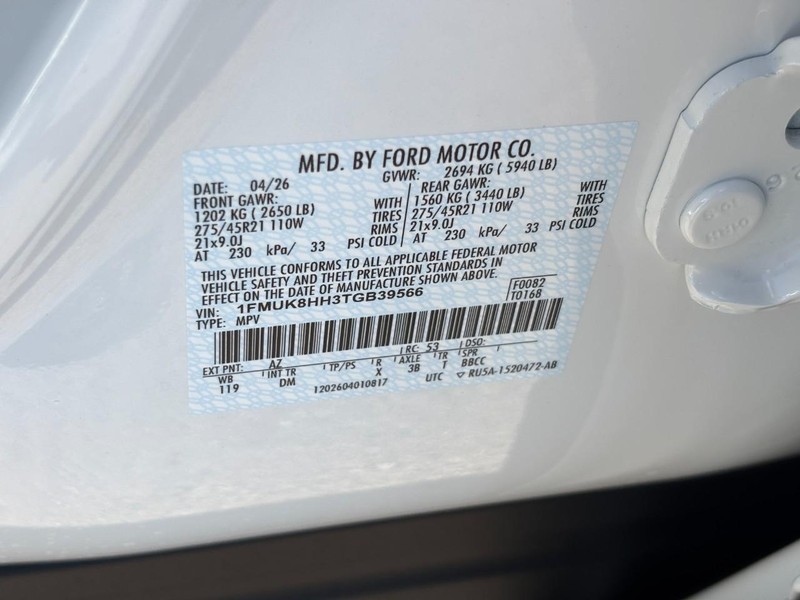 MFD. BY FORD MOTOR CO.
DATE: 04/26 GVWR: 2694 KG ( 5940 LB)
FRONT GAWR: REAR GAWR:
1202 KG ( 2650 LB) WITH 1560 KG ( 3440 LB) WITH
275/45R21 110W TIRES 275/45R21 110W TIRES
21x9.0J RIMS 21x9.0J RIMS
AT 230 kPa/ 33 PSI COLD AT 230 kPa/ 33 PSI COLD
THIS VEHICLE CONFORMS TO ALL APPLICABLE FEDERAL MOTOR
VEHICLE SAFETY AND THEFT PREVENTION STANDARDS IN
EFFECT ON THE DATE OF MANUFACTURE SHOWN ABOVE.
VIN: 1FMUK8HH3TGB39566 F0082
TYPE: MPV T0168
EXT PNT: AZ RC: 53 DSO:
WB INT TR TP/PS R AXLE TR SPR
119 DM X 3B T BBCC
1202604010817 UTC ▽ RU5A-1520472-AB